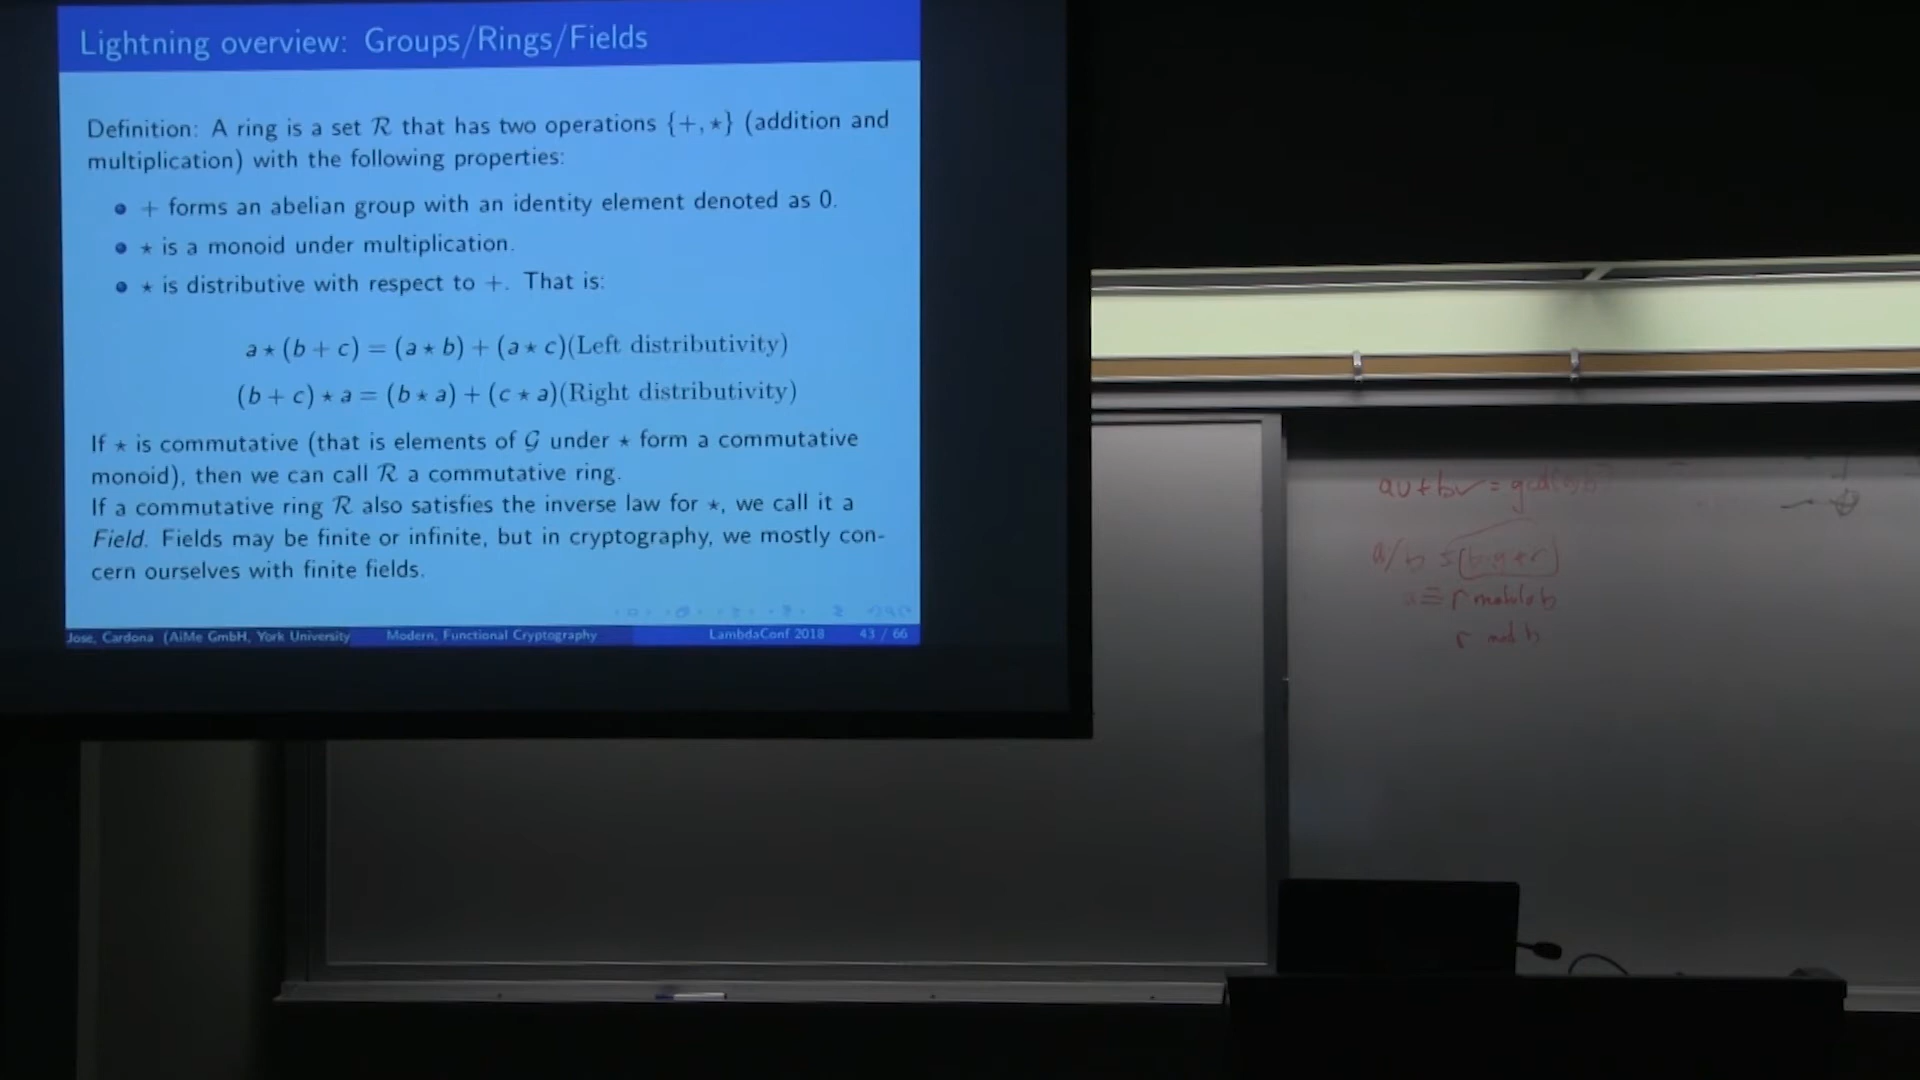 Lightning overview: Groups/Rings/Fields
Definition: A ring is a set ℛ that has two operations {+, ⋆} (addition and
multiplication) with the following properties:
+ forms an abelian group with an identity element denoted as 0.
⋆ is a monoid under multiplication.
⋆ is distributive with respect to +. That is:
a ⋆ (b + c) = (a ⋆ b) + (a ⋆ c)(Left distributivity)
(b + c) ⋆ a = (b ⋆ a) + (c ⋆ a)(Right distributivity)
If ⋆ is commutative (that is elements of 𝒢 under ⋆ form a commutative
monoid), then we can call ℛ a commutative ring.
If a commutative ring ℛ also satisfies the inverse law for ⋆, we call it a
Field. Fields may be finite or infinite, but in cryptography, we mostly con-
cern ourselves with finite fields.
Jose, Cardona (AiMe GmbH, York University Modern, Functional Cryptography LambdaConf 2018 43 / 66
au + bv = gcd
a/b
≡ r modulo b
r mod b